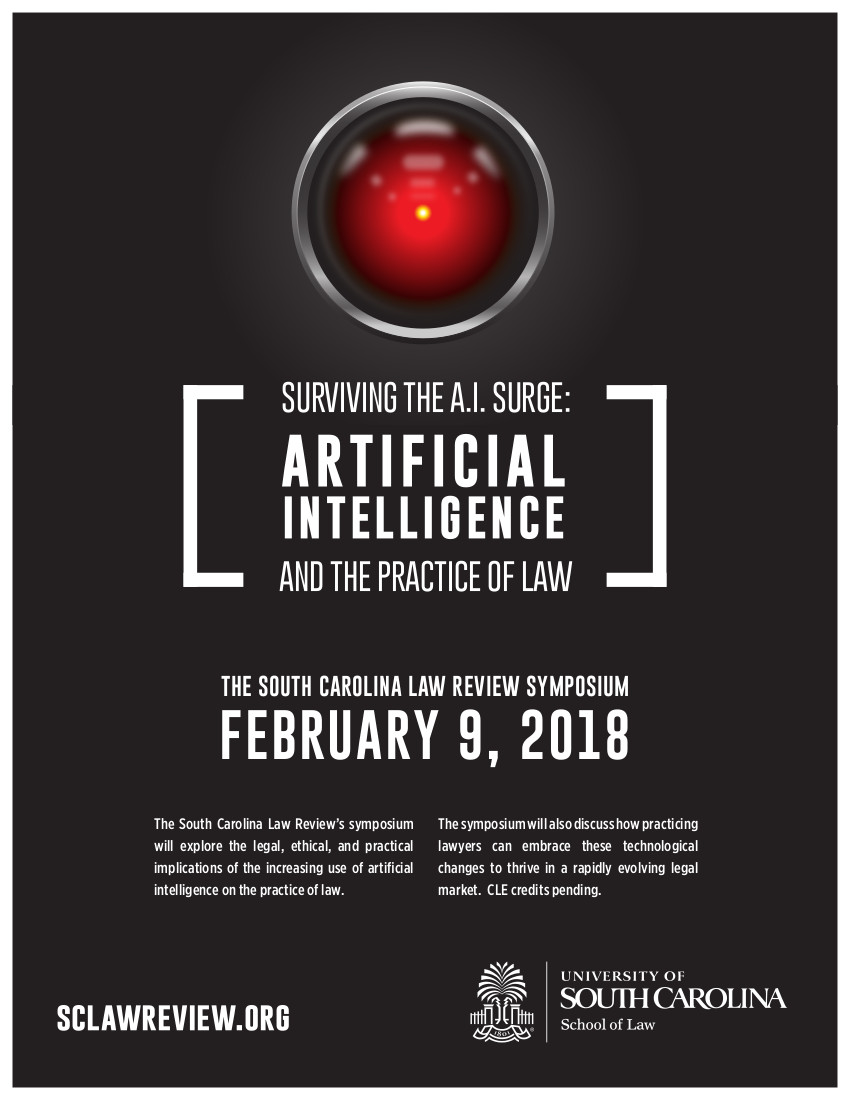 SURVIVING THE A.I. SURGE:
ARTIFICIAL
INTELLIGENCE
AND THE PRACTICE OF LAW
THE SOUTH CAROLINA LAW REVIEW SYMPOSIUM
FEBRUARY 9, 2018
The South Carolina Law Review’s symposium
will explore the legal, ethical, and practical
implications of the increasing use of artificial
intelligence on the practice of law.
The symposium will also discuss how practicing
lawyers can embrace these technological
changes to thrive in a rapidly evolving legal
market. CLE credits pending.
SCLAWREVIEW.ORG
1801
®
UNIVERSITY OF
SOUTH CAROLINA
School of Law